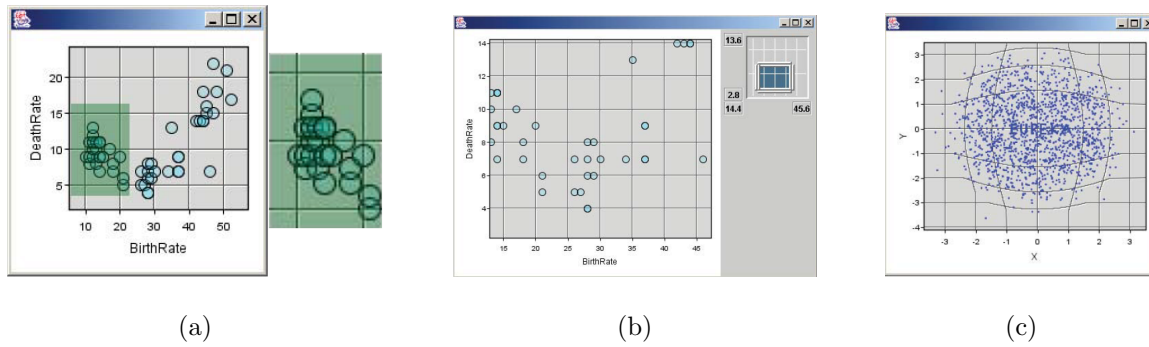 20
15
10
5
DeathRate
10 20 30 40 50
BirthRate
(a)
14
12
10
8
6
4
DeathRate
15 20 25 30 35 40 45
BirthRate
13.6
2.8
14.4 45.6
(b)
3
2
1
0
-1
-2
-3
-4
Y
EUREKA
-3 -2 -1 0 1 2 3
X
(c)